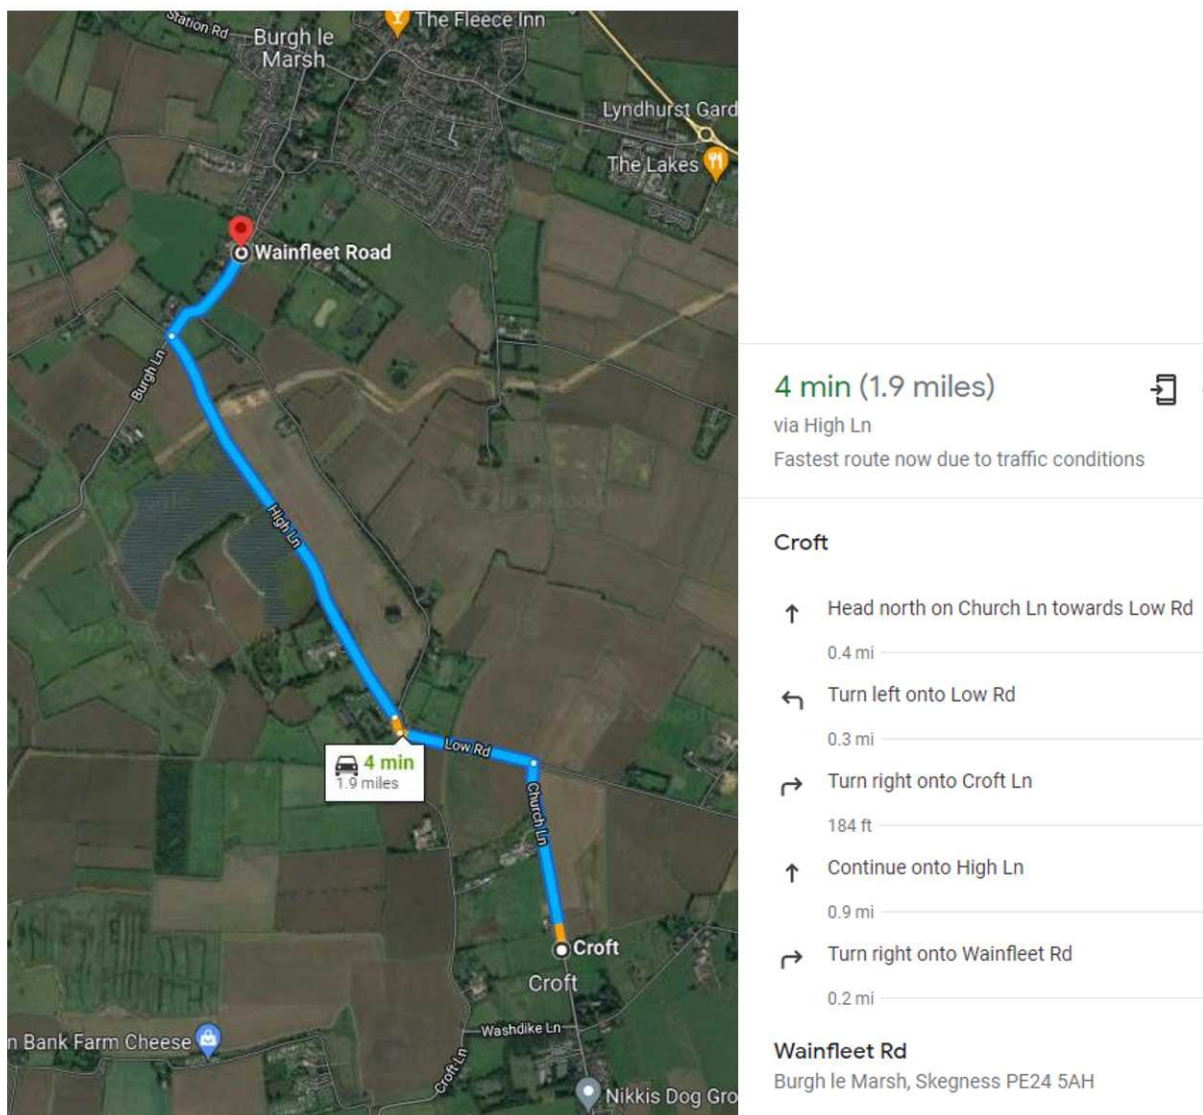 Station Rd
Burgh le
Marsh
The Fleece Inn
Lyndhurst Gard
The Lakes
Wainfleet Road
Burgh Ln
High Ln
Low Rd
4 min
1.9 miles
Church Ln
Croft
Croft
Washdike Ln
n Bank Farm Cheese
Croft Ln
Nikkis Dog Gro
4 min (1.9 miles)
via High Ln
Fastest route now due to traffic conditions
Croft
Head north on Church Ln towards Low Rd
0.4 mi
Turn left onto Low Rd
0.3 mi
Turn right onto Croft Ln
184 ft
Continue onto High Ln
0.9 mi
Turn right onto Wainfleet Rd
0.2 mi
Wainfleet Rd
Burgh le Marsh, Skegness PE24 5AH